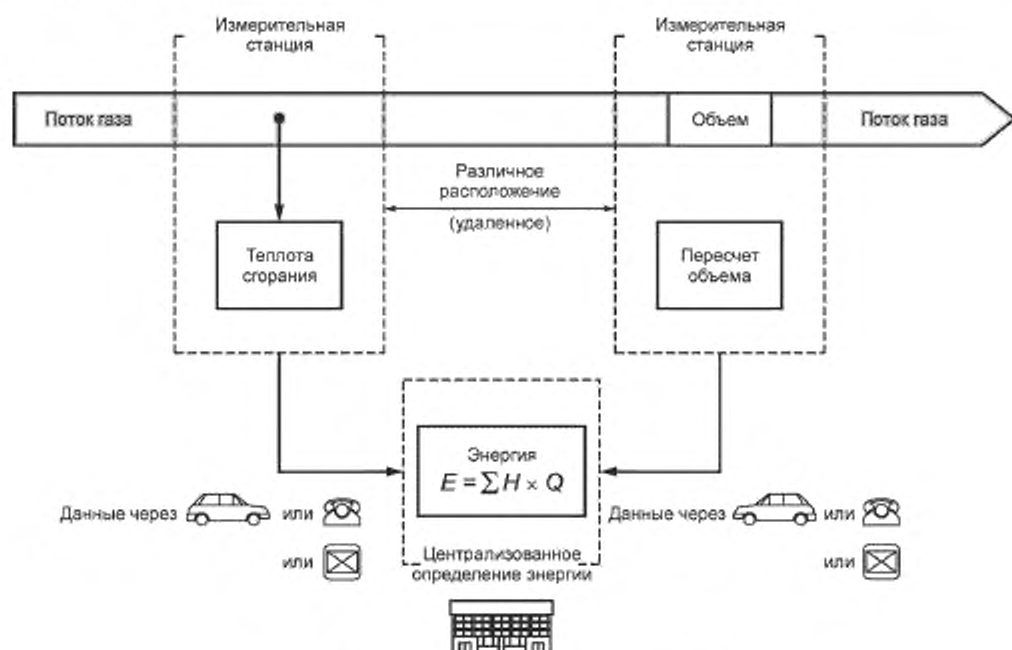 Измерительная
станция
Измерительная
станция
Поток газа
Объем
Поток газа
Различное
расположение
(удаленное)
Теплота
сгорания
Пересчет
объема
Энергия
E = ∑ H × Q
Данные через
или
или
Данные через
или
или
Централизованное
определение энергии